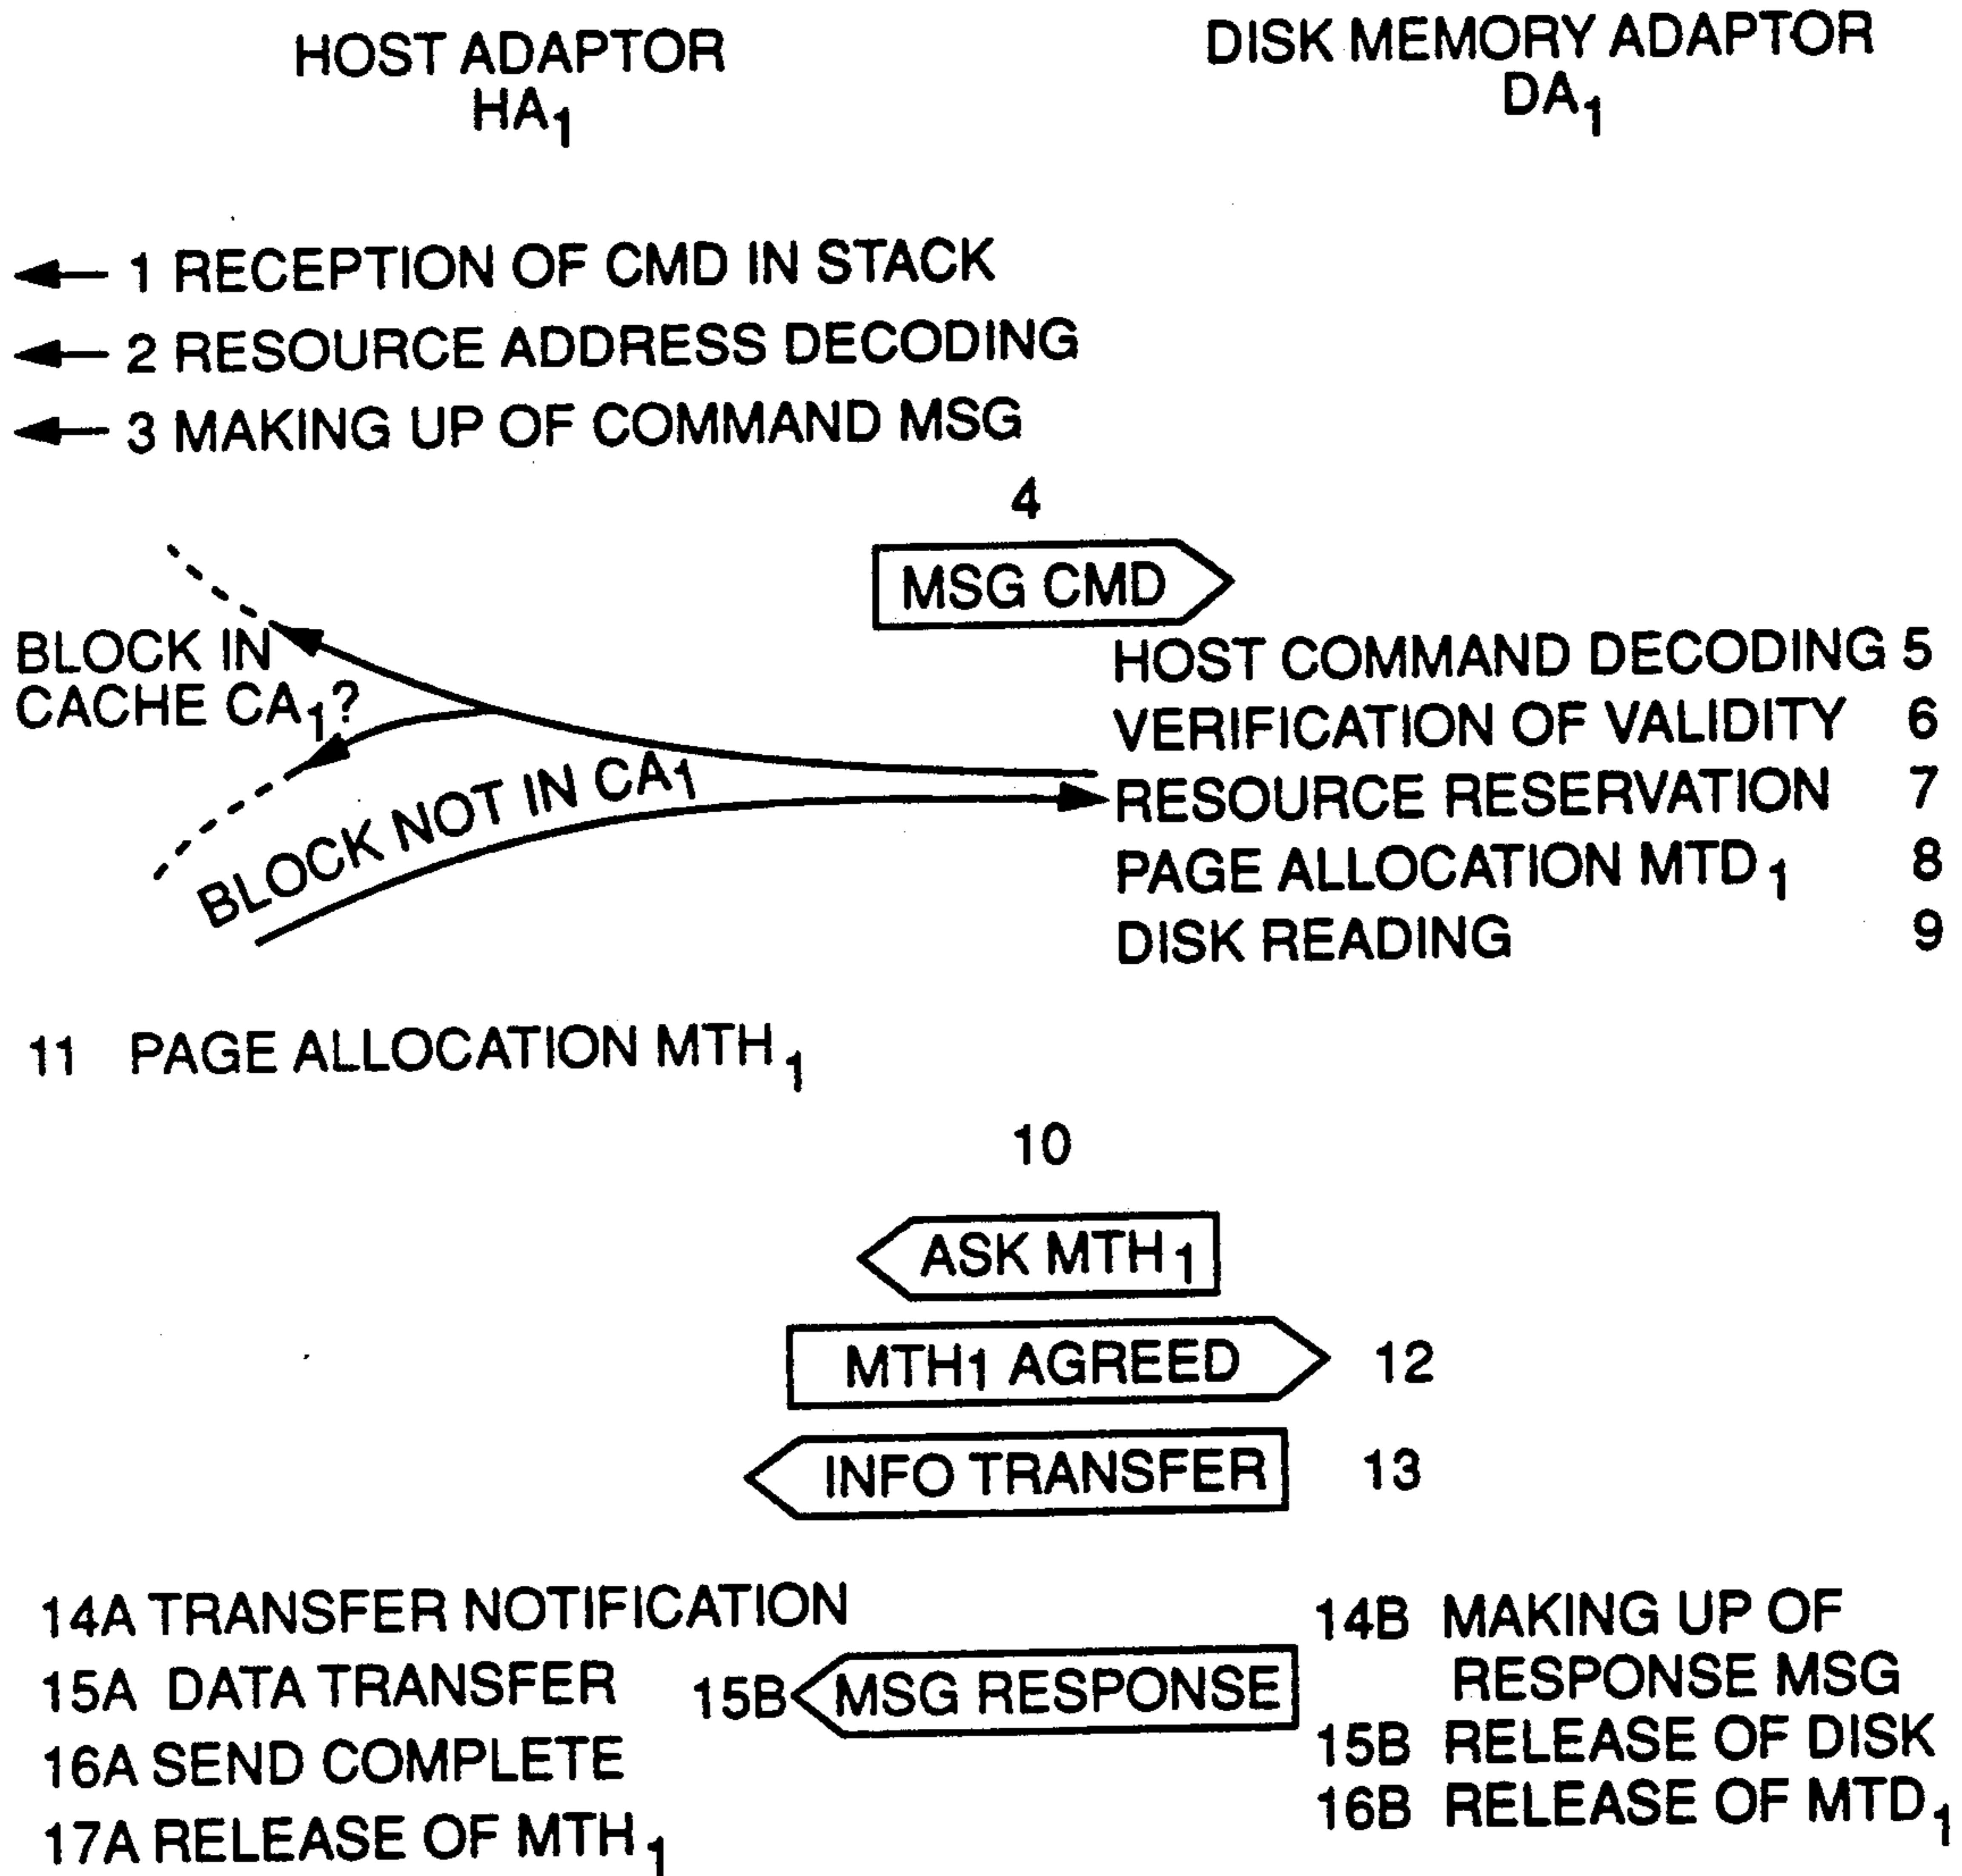 HOST ADAPTOR
HA1
DISK MEMORY ADAPTOR
DA1
1 RECEPTION OF CMD IN STACK
2 RESOURCE ADDRESS DECODING
3 MAKING UP OF COMMAND MSG
4
MSG CMD
BLOCK IN
CACHE CA1?
BLOCK NOT IN CA1
HOST COMMAND DECODING 5
VERIFICATION OF VALIDITY 6
RESOURCE RESERVATION 7
PAGE ALLOCATION MTD1 8
DISK READING 9
11 PAGE ALLOCATION MTH1
10
ASK MTH1
MTH1 AGREED 12
INFO TRANSFER 13
14A TRANSFER NOTIFICATION
15A DATA TRANSFER
16A SEND COMPLETE
17A RELEASE OF MTH1
15B MSG RESPONSE
14B MAKING UP OF
RESPONSE MSG
15B RELEASE OF DISK
16B RELEASE OF MTD1